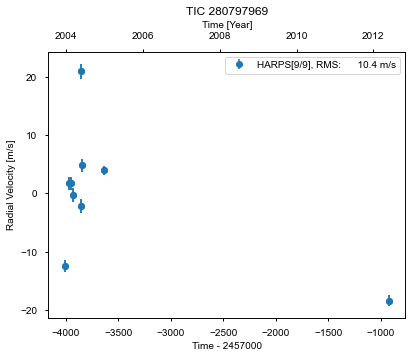 TIC 280797969
Time [Year]
2004 2006 2008 2010 2012
HARPS[9/9], RMS: 10.4 m/s
20
10
0
−10
−20
Radial Velocity [m/s]
−4000 −3500 −3000 −2500 −2000 −1500 −1000
Time - 2457000